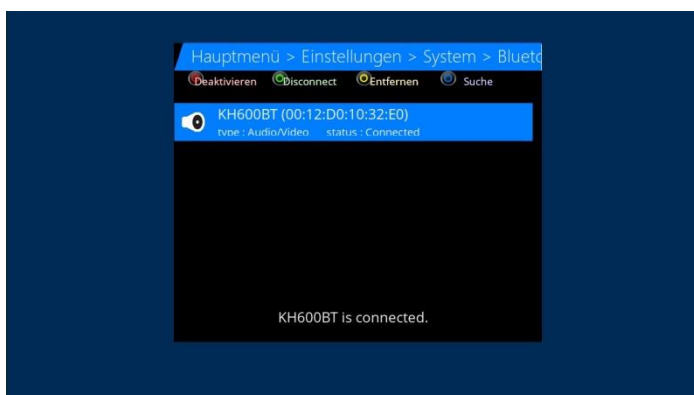 Hauptmenü > Einstellungen > System > Bluetc
Deaktivieren Disconnect Entfernen Suche
KH600BT (00:12:D0:10:32:E0)
type : Audio/Video status : Connected
KH600BT is connected.